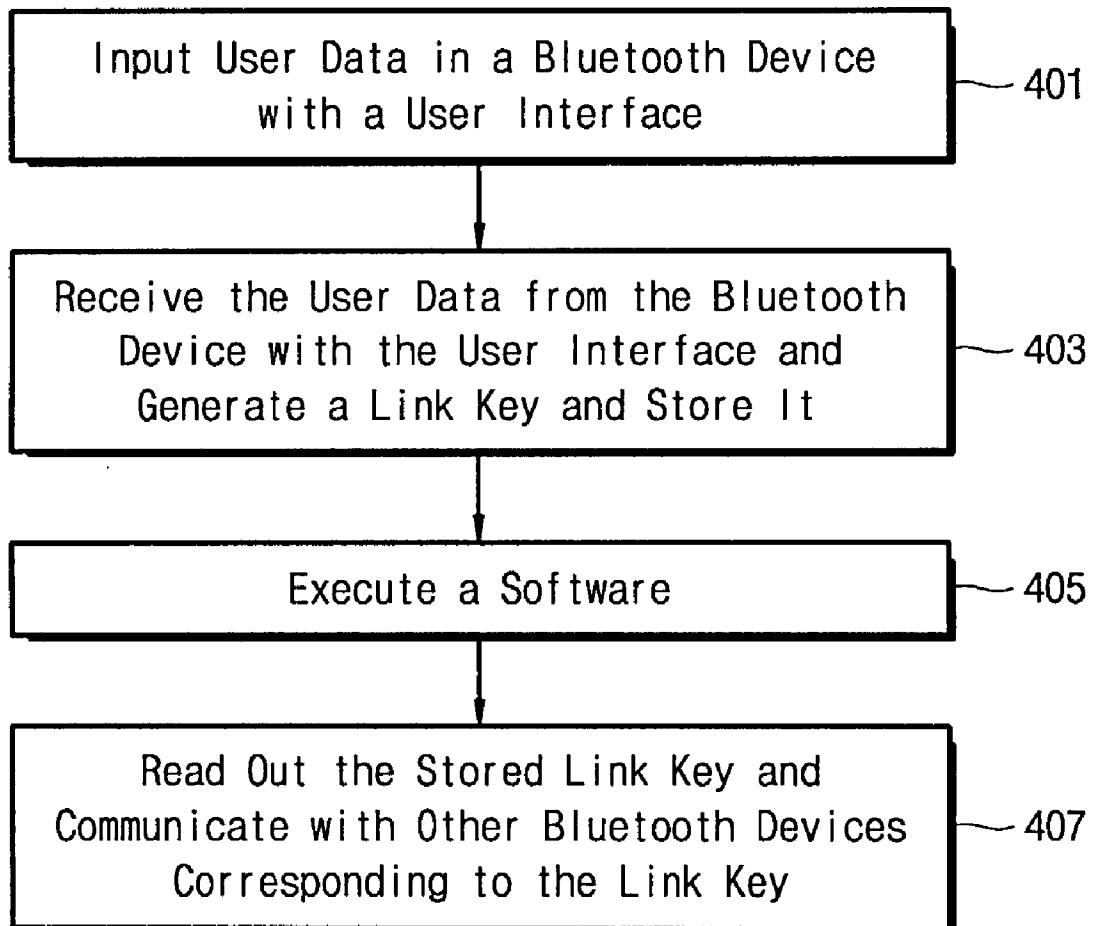 Input User Data in a Bluetooth Device
with a User Interface
401
Receive the User Data from the Bluetooth
Device with the User Interface and
Generate a Link Key and Store It
403
Execute a Software
405
Read Out the Stored Link Key and
Communicate with Other Bluetooth Devices
Corresponding to the Link Key
407